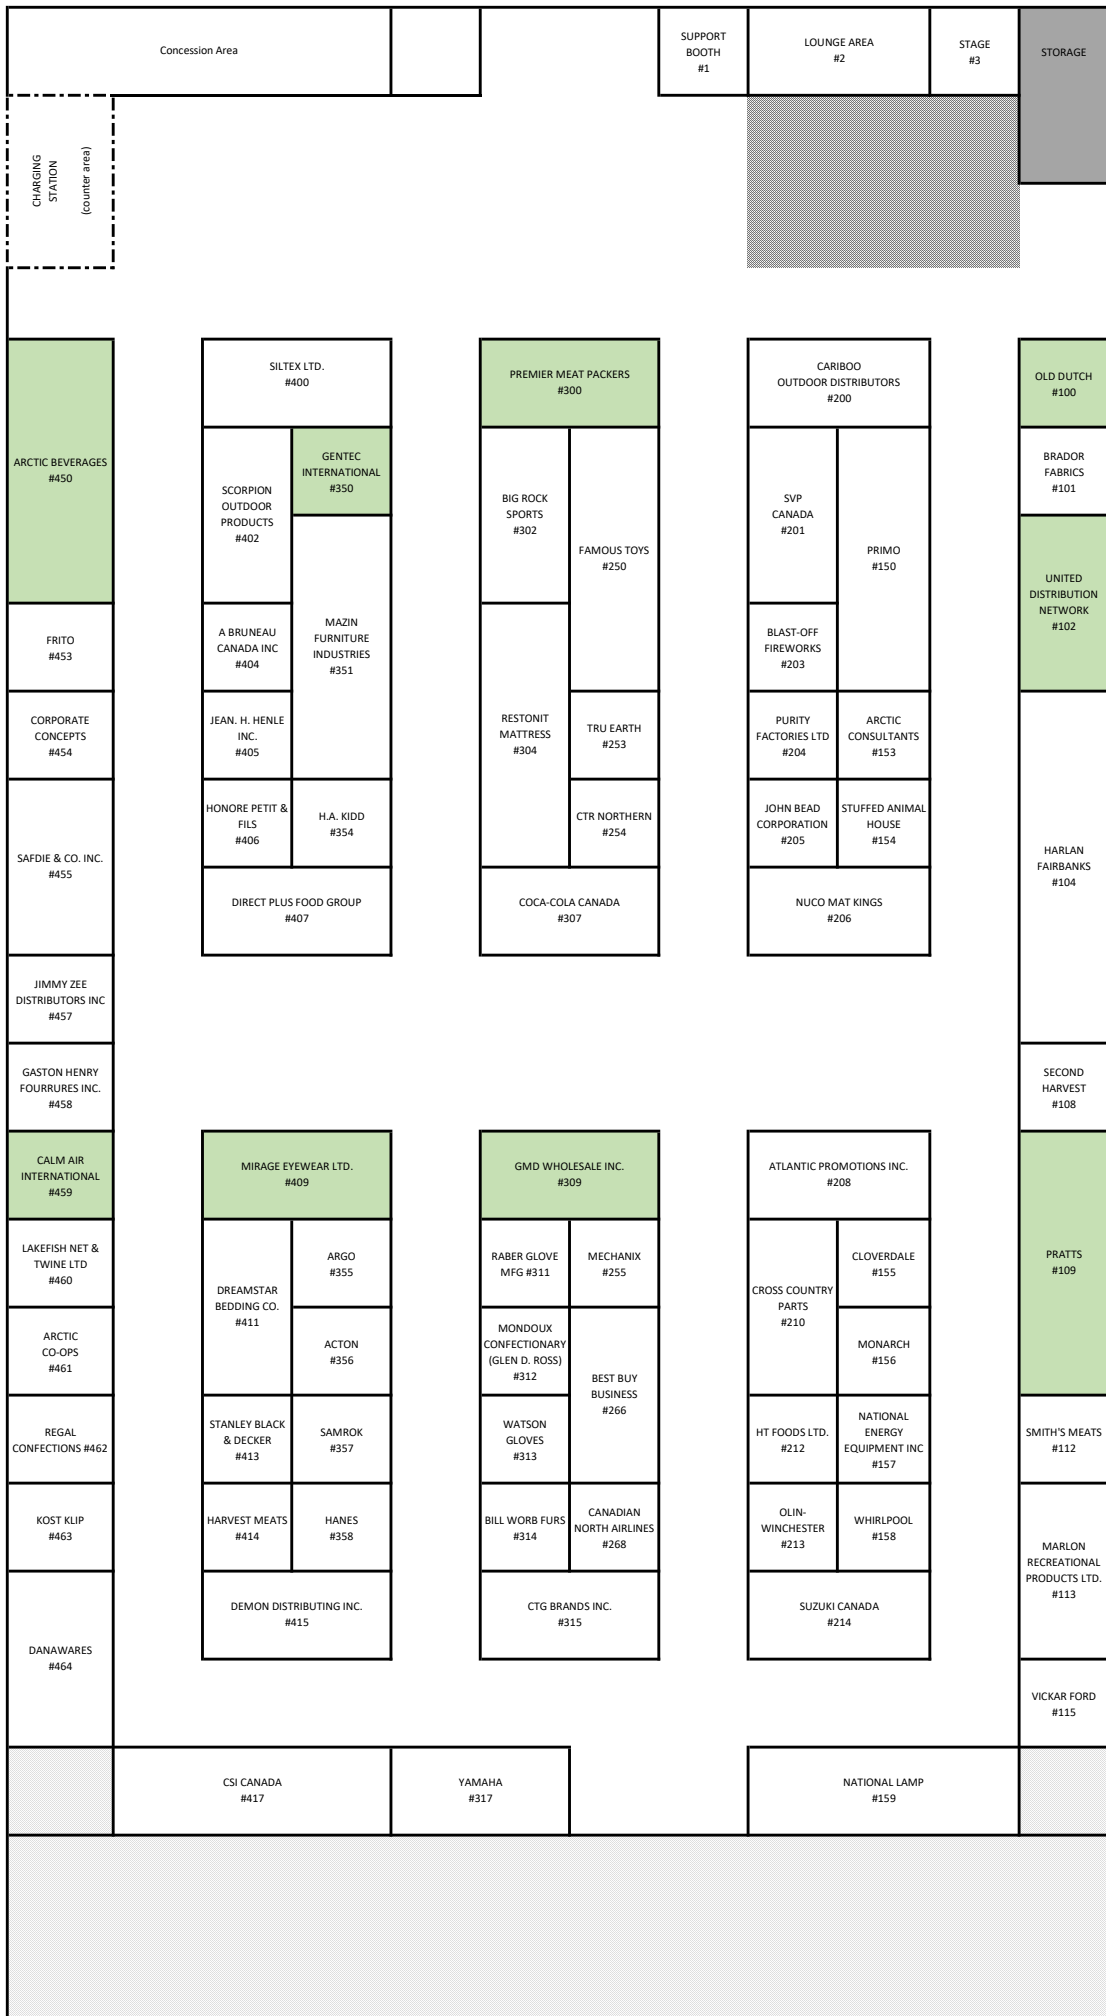 Concession Area
SUPPORT
BOOTH
#1
LOUNGE AREA
#2
STAGE
#3
STORAGE
CHARGING
STATION
(counter area)
ARCTIC BEVERAGES
#450
FRITO
#453
CORPORATE
CONCEPTS
#454
SAFDIE & CO. INC.
#455
JIMMY ZEE
DISTRIBUTORS INC
#457
GASTON HENRY
FOURRURES INC.
#458
CALM AIR
INTERNATIONAL
#459
LAKEFISH NET &
TWINE LTD
#460
ARCTIC
CO-OPS
#461
REGAL
CONFECTIONS #462
KOST KLIP
#463
DANAWARES
#464
SILTEX LTD.
#400
SCORPION
OUTDOOR
PRODUCTS
#402
GENTEC
INTERNATIONAL
#350
A BRUNEAU
CANADA INC
#404
MAZIN
FURNITURE
INDUSTRIES
#351
JEAN. H. HENLE
INC.
#405
HONORE PETIT &
FILS
#406
H.A. KIDD
#354
DIRECT PLUS FOOD GROUP
#407
MIRAGE EYEWEAR LTD.
#409
DREAMSTAR
BEDDING CO.
#411
ARGO
#355
ACTON
#356
STANLEY BLACK
& DECKER
#413
SAMROK
#357
HARVEST MEATS
#414
HANES
#358
DEMON DISTRIBUTING INC.
#415
PREMIER MEAT PACKERS
#300
BIG ROCK
SPORTS
#302
FAMOUS TOYS
#250
RESTONIT
MATTRESS
#304
TRU EARTH
#253
CTR NORTHERN
#254
COCA-COLA CANADA
#307
GMD WHOLESALE INC.
#309
RABER GLOVE
MFG #311
MECHANIX
#255
MONDOUX
CONFECTIONARY
(GLEN D. ROSS)
#312
BEST BUY
BUSINESS
#266
WATSON
GLOVES
#313
BILL WORB FURS
#314
CANADIAN
NORTH AIRLINES
#268
CTG BRANDS INC.
#315
CARIBOO
OUTDOOR DISTRIBUTORS
#200
SVP
CANADA
#201
PRIMO
#150
BLAST-OFF
FIREWORKS
#203
PURITY
FACTORIES LTD
#204
ARCTIC
CONSULTANTS
#153
JOHN BEAD
CORPORATION
#205
STUFFED ANIMAL
HOUSE
#154
NUCO MAT KINGS
#206
ATLANTIC PROMOTIONS INC.
#208
CROSS COUNTRY
PARTS
#210
CLOVERDALE
#155
MONARCH
#156
HT FOODS LTD.
#212
NATIONAL
ENERGY
EQUIPMENT INC
#157
OLIN-
WINCHESTER
#213
WHIRLPOOL
#158
SUZUKI CANADA
#214
OLD DUTCH
#100
BRADOR
FABRICS
#101
UNITED
DISTRIBUTION
NETWORK
#102
HARLAN
FAIRBANKS
#104
SECOND
HARVEST
#108
PRATTS
#109
SMITH'S MEATS
#112
MARLON
RECREATIONAL
PRODUCTS LTD.
#113
VICKAR FORD
#115
CSI CANADA
#417
YAMAHA
#317
NATIONAL LAMP
#159